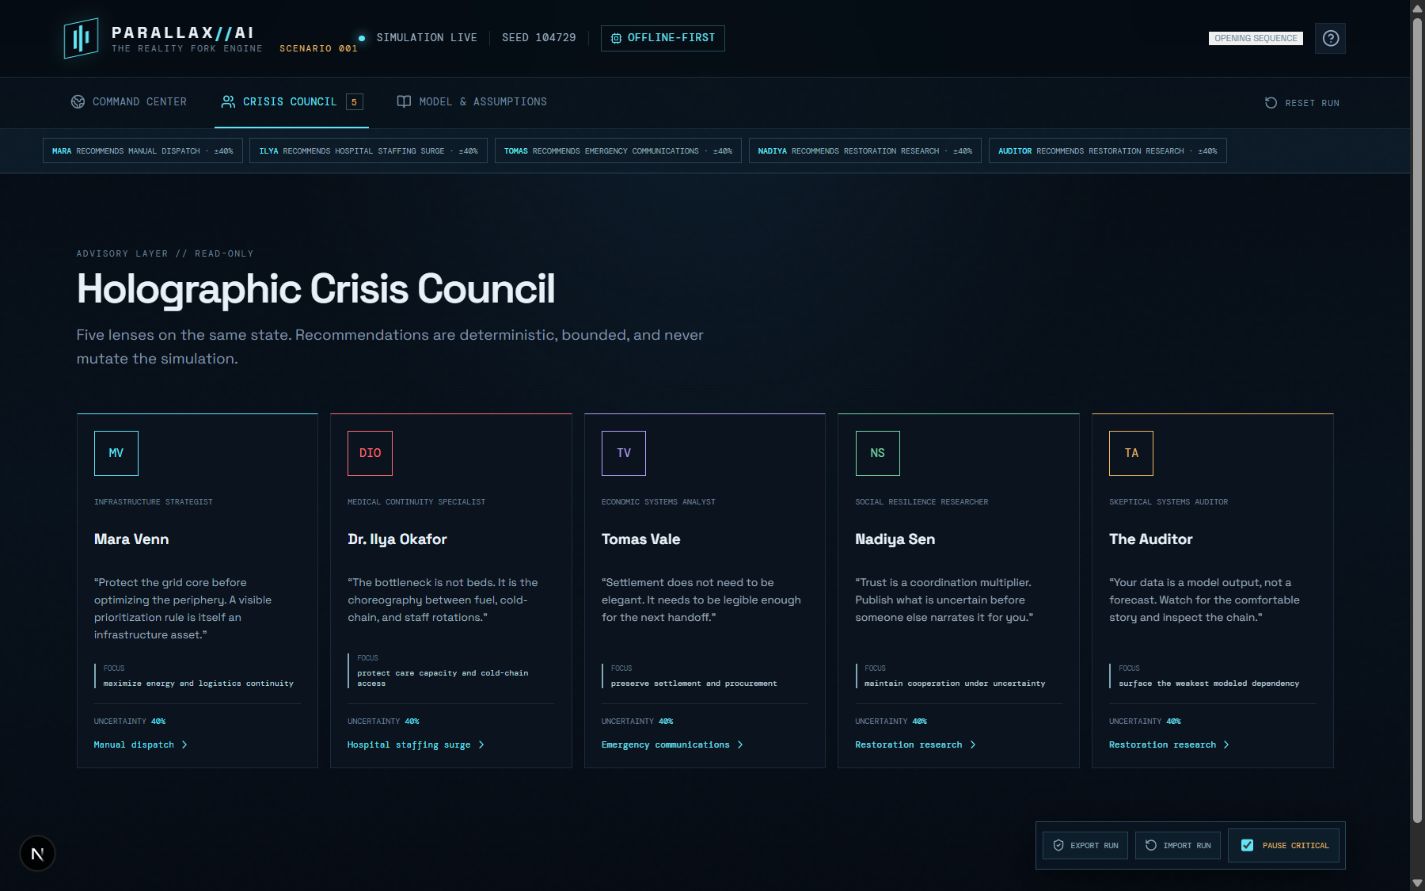 PARALLAX//AI
THE REALITY FORK ENGINE
SCENARIO 001
SIMULATION LIVE
SEED 104729
OFFLINE-FIRST
OPENING SEQUENCE
COMMAND CENTER
CRISIS COUNCIL 5
MODEL & ASSUMPTIONS
RESET RUN
MARA RECOMMENDS MANUAL DISPATCH · ±40%
ILYA RECOMMENDS HOSPITAL STAFFING SURGE · ±40%
TOMAS RECOMMENDS EMERGENCY COMMUNICATIONS · ±40%
NADIYA RECOMMENDS RESTORATION RESEARCH · ±40%
AUDITOR RECOMMENDS RESTORATION RESEARCH · ±40%
ADVISORY LAYER // READ-ONLY
Holographic Crisis Council
Five lenses on the same state. Recommendations are deterministic, bounded, and never
mutate the simulation.
MV
INFRASTRUCTURE STRATEGIST
Mara Venn
“Protect the grid core before
optimizing the periphery. A visible
prioritization rule is itself an
infrastructure asset.”
FOCUS
maximize energy and logistics continuity
UNCERTAINTY 40%
Manual dispatch
DIO
MEDICAL CONTINUITY SPECIALIST
Dr. Ilya Okafor
“The bottleneck is not beds. It is the
choreography between fuel, cold-
chain, and staff rotations.”
FOCUS
protect care capacity and cold-chain
access
UNCERTAINTY 40%
Hospital staffing surge
TV
ECONOMIC SYSTEMS ANALYST
Tomas Vale
“Settlement does not need to be
elegant. It needs to be legible enough
for the next handoff.”
FOCUS
preserve settlement and procurement
UNCERTAINTY 40%
Emergency communications
NS
SOCIAL RESILIENCE RESEARCHER
Nadiya Sen
“Trust is a coordination multiplier.
Publish what is uncertain before
someone else narrates it for you.”
FOCUS
maintain cooperation under uncertainty
UNCERTAINTY 40%
Restoration research
TA
SKEPTICAL SYSTEMS AUDITOR
The Auditor
“Your data is a model output, not a
forecast. Watch for the comfortable
story and inspect the chain.”
FOCUS
surface the weakest modeled dependency
UNCERTAINTY 40%
Restoration research
N
EXPORT RUN
IMPORT RUN
PAUSE CRITICAL